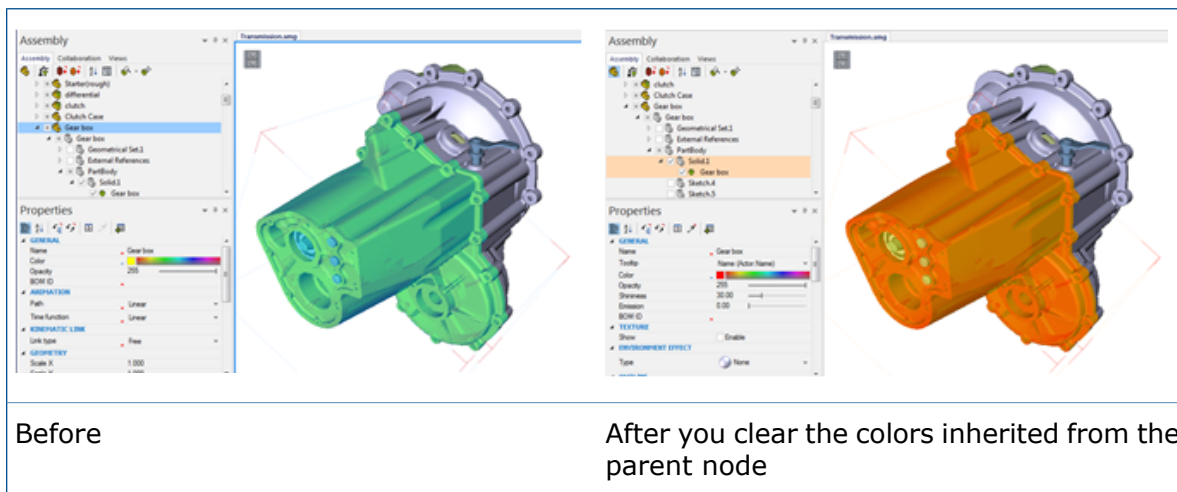 Assembly
Transmission.smg
Assembly Collaboration Views
Starter(rough)
differential
clutch
Clutch Case
Gear box
Gear box
Geometrical Set.1
External References
PartBody
Solid.1
Gear box
Properties
GENERAL
Name Gear box
Color
Opacity 255
BOM ID
ANIMATION
Path Linear
Time function Linear
KINEMATIC LINK
Link type Free
GEOMETRY
Scale X 1.000
Before
Assembly
Transmission.smg
Assembly Collaboration Views
clutch
Clutch Case
Gear box
Gear box
Geometrical Set.1
External References
PartBody
Solid.1
Gear box
Sketch.4
Sketch.5
Properties
GENERAL
Name Gear box
Tooltip Name (Actor.Name)
Color
Opacity 255
Shininess 30.00
Emission 0.00
BOM ID
TEXTURE
Show Enable
ENVIRONMENT EFFECT
Type None
After you clear the colors inherited from the
parent node